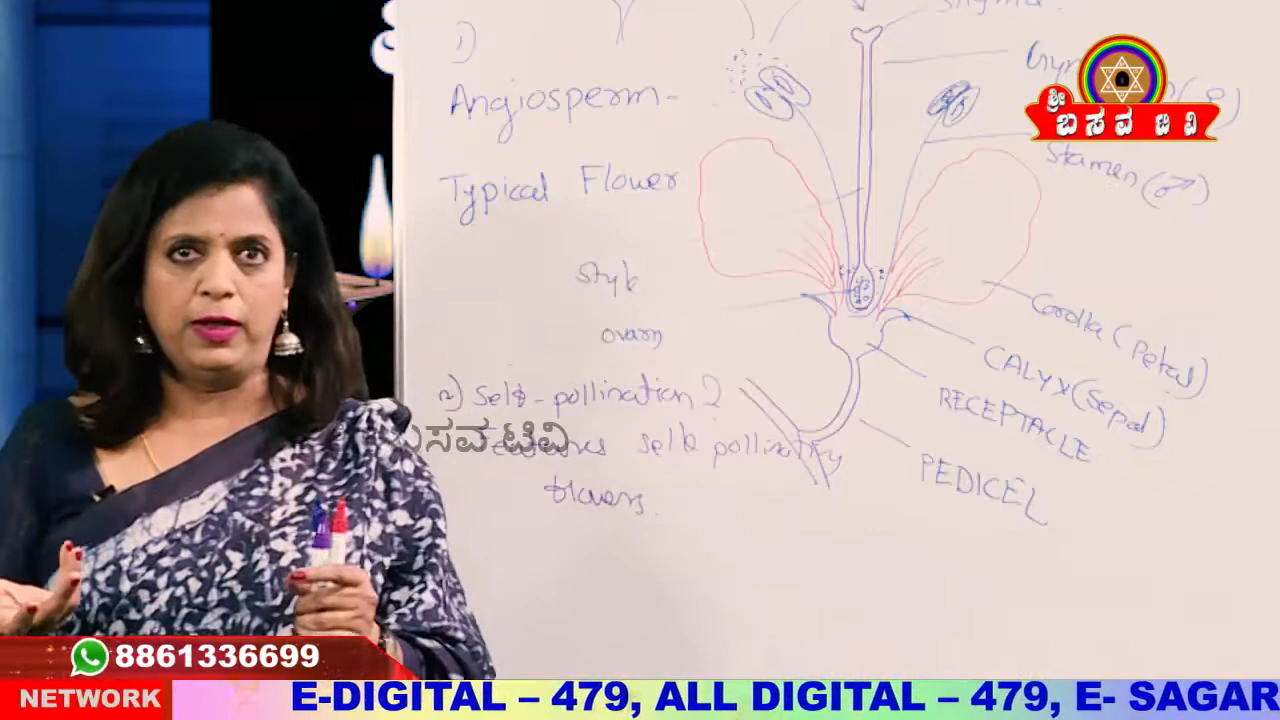 Stigma
1)
Angiosperm-
Typical Flower
Stamen (♂)
ಶ್ರೀ
ಬಸವ ಟಿವಿ
Style
ovary
Corolla (Petal)
CALYX (Sepal)
RECEPTACLE
PEDICEL
2) Self-pollination ?
ಬಸವ ಟಿವಿ
self pollinating
flowers.
8861336699
NETWORK
E-DIGITAL – 479, ALL DIGITAL – 479, E- SAGAR